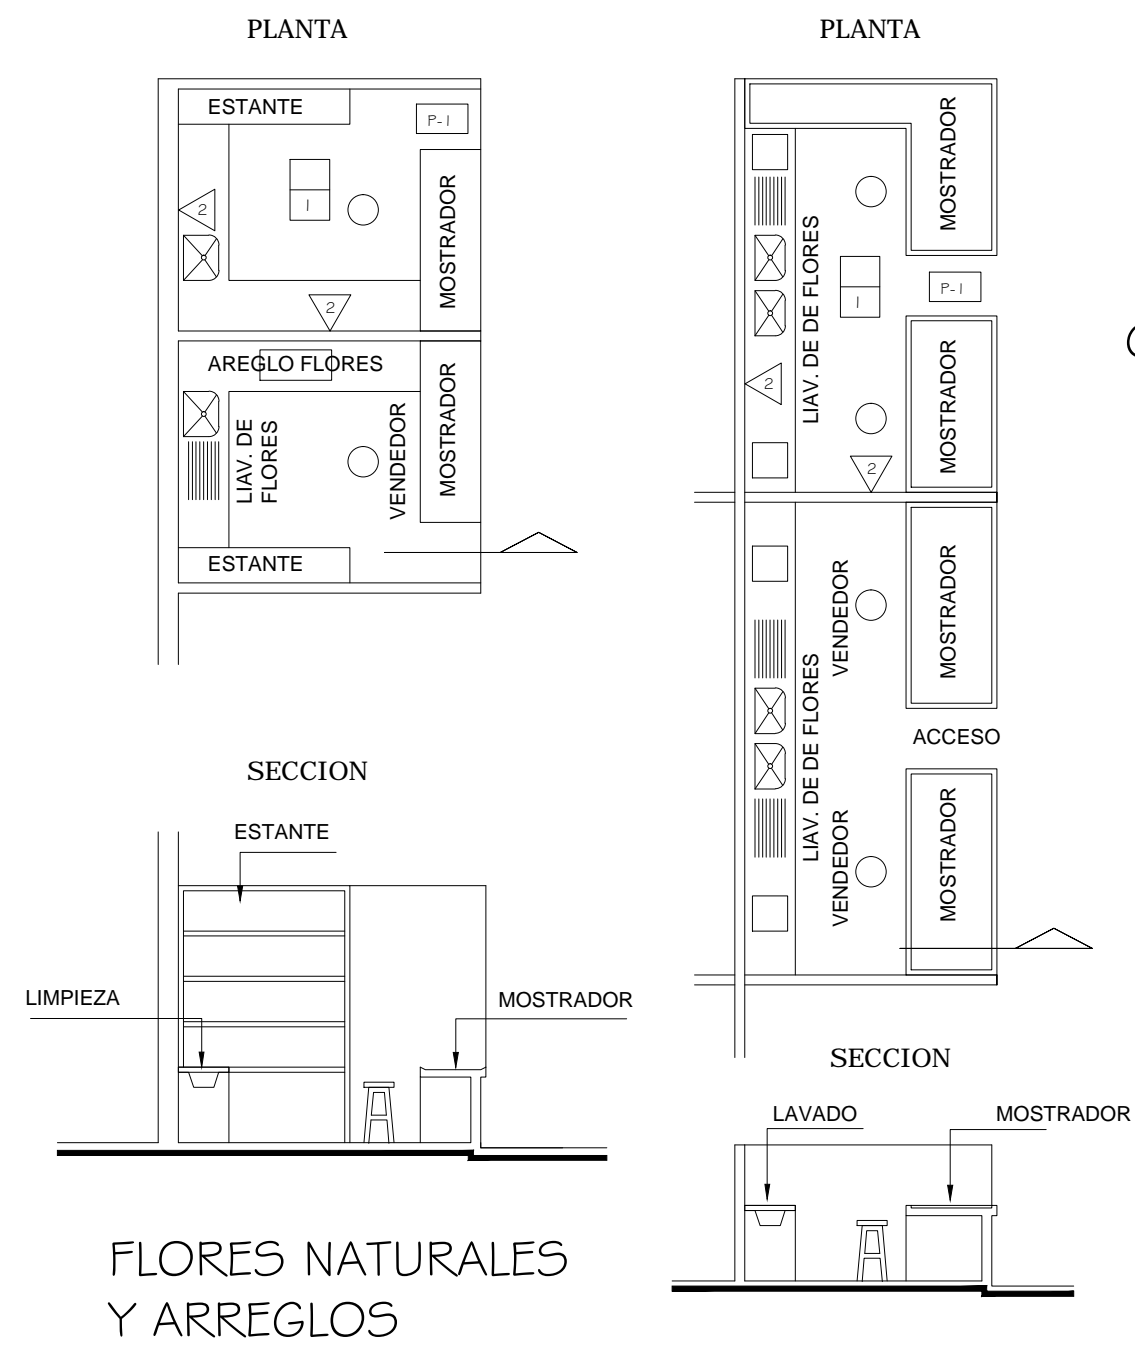 PLANTA
ESTANTE
P-1
2
1
MOSTRADOR
2
AREGLO FLORES
LIAV. DE
FLORES
VENDEDOR
MOSTRADOR
ESTANTE
SECCION
ESTANTE
LIMPIEZA
MOSTRADOR
FLORES NATURALES
Y ARREGLOS
PLANTA
MOSTRADOR
LIAV. DE DE FLORES
1
P-1
2
MOSTRADOR
2
VENDEDOR
MOSTRADOR
LIAV. DE DE FLORES
ACCESO
VENDEDOR
MOSTRADOR
SECCION
LAVADO
MOSTRADOR